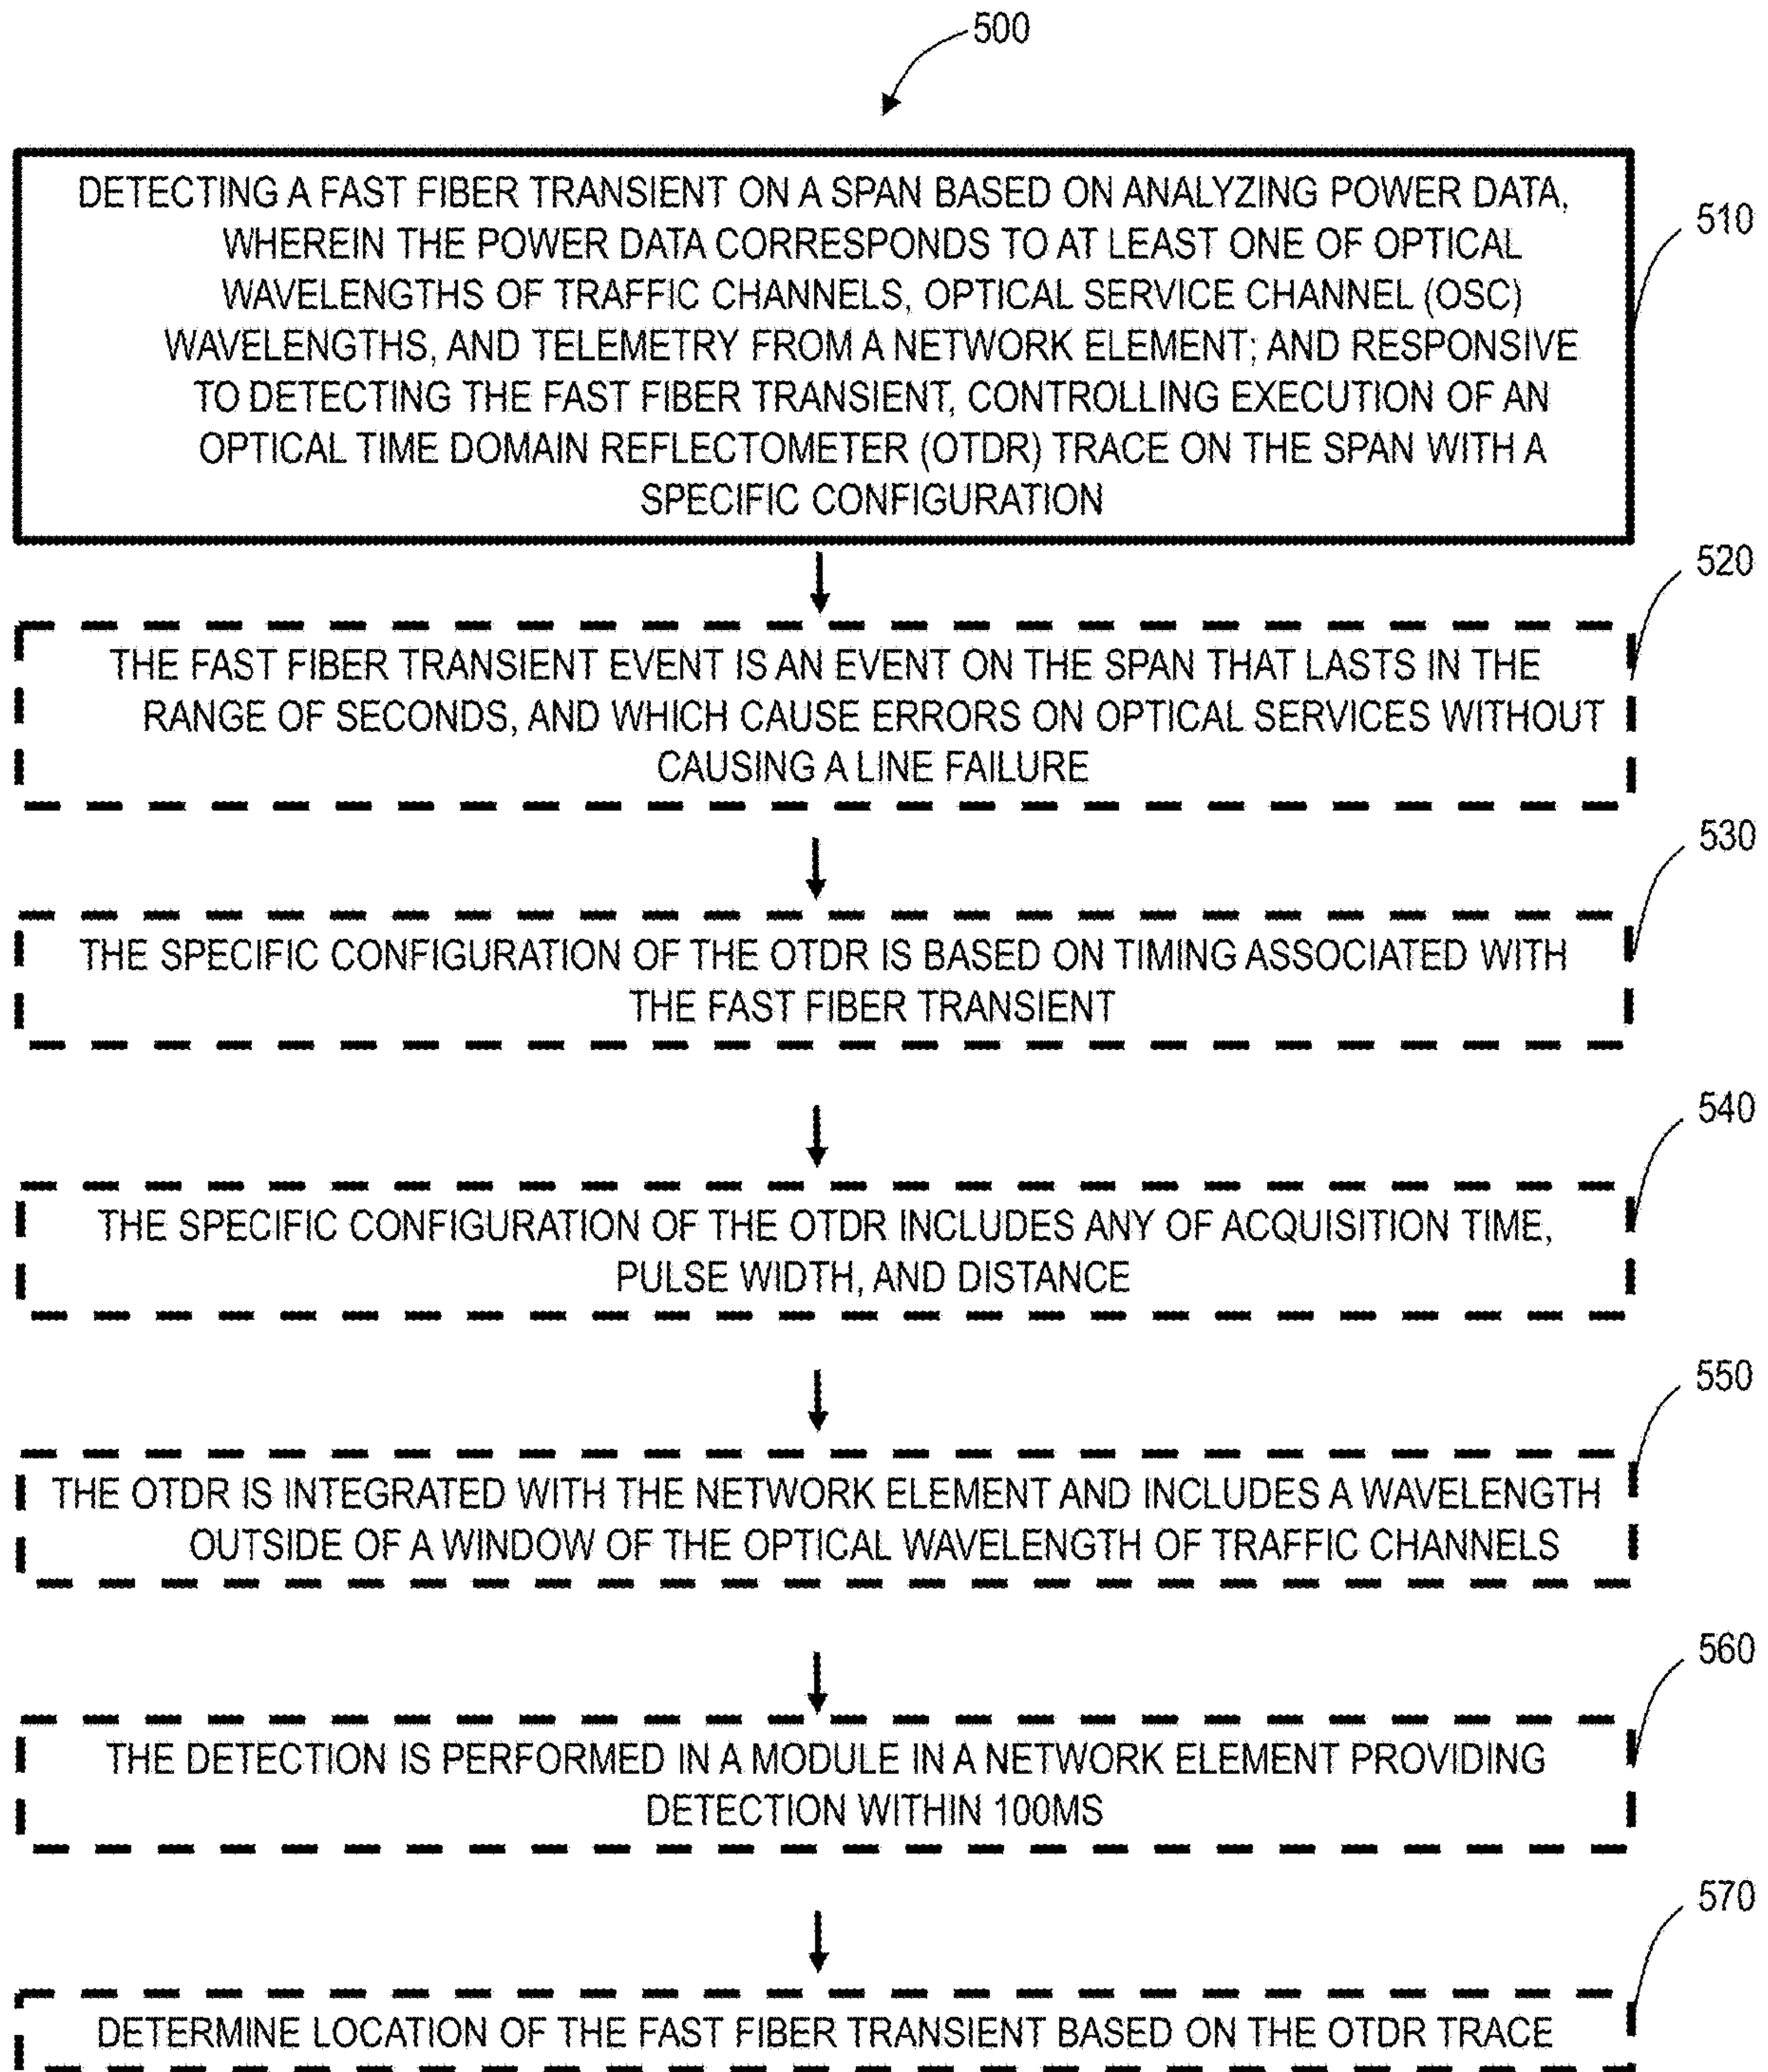 500
DETECTING A FAST FIBER TRANSIENT ON A SPAN BASED ON ANALYZING POWER DATA,
WHEREIN THE POWER DATA CORRESPONDS TO AT LEAST ONE OF OPTICAL
WAVELENGTHS OF TRAFFIC CHANNELS, OPTICAL SERVICE CHANNEL (OSC)
WAVELENGTHS, AND TELEMETRY FROM A NETWORK ELEMENT; AND RESPONSIVE
TO DETECTING THE FAST FIBER TRANSIENT, CONTROLLING EXECUTION OF AN
OPTICAL TIME DOMAIN REFLECTOMETER (OTDR) TRACE ON THE SPAN WITH A
SPECIFIC CONFIGURATION
510
THE FAST FIBER TRANSIENT EVENT IS AN EVENT ON THE SPAN THAT LASTS IN THE
RANGE OF SECONDS, AND WHICH CAUSE ERRORS ON OPTICAL SERVICES WITHOUT
CAUSING A LINE FAILURE
520
THE SPECIFIC CONFIGURATION OF THE OTDR IS BASED ON TIMING ASSOCIATED WITH
THE FAST FIBER TRANSIENT
530
THE SPECIFIC CONFIGURATION OF THE OTDR INCLUDES ANY OF ACQUISITION TIME,
PULSE WIDTH, AND DISTANCE
540
THE OTDR IS INTEGRATED WITH THE NETWORK ELEMENT AND INCLUDES A WAVELENGTH
OUTSIDE OF A WINDOW OF THE OPTICAL WAVELENGTH OF TRAFFIC CHANNELS
550
THE DETECTION IS PERFORMED IN A MODULE IN A NETWORK ELEMENT PROVIDING
DETECTION WITHIN 100MS
560
DETERMINE LOCATION OF THE FAST FIBER TRANSIENT BASED ON THE OTDR TRACE
570